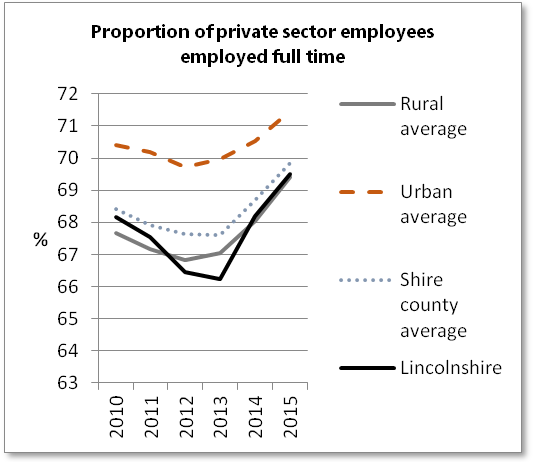 Proportion of private sector employees
employed full time
72
71
70
69
68
67
66
65
64
63
%
2010
2011
2012
2013
2014
2015
Rural
average
Urban
average
Shire
county
average
Lincolnshire